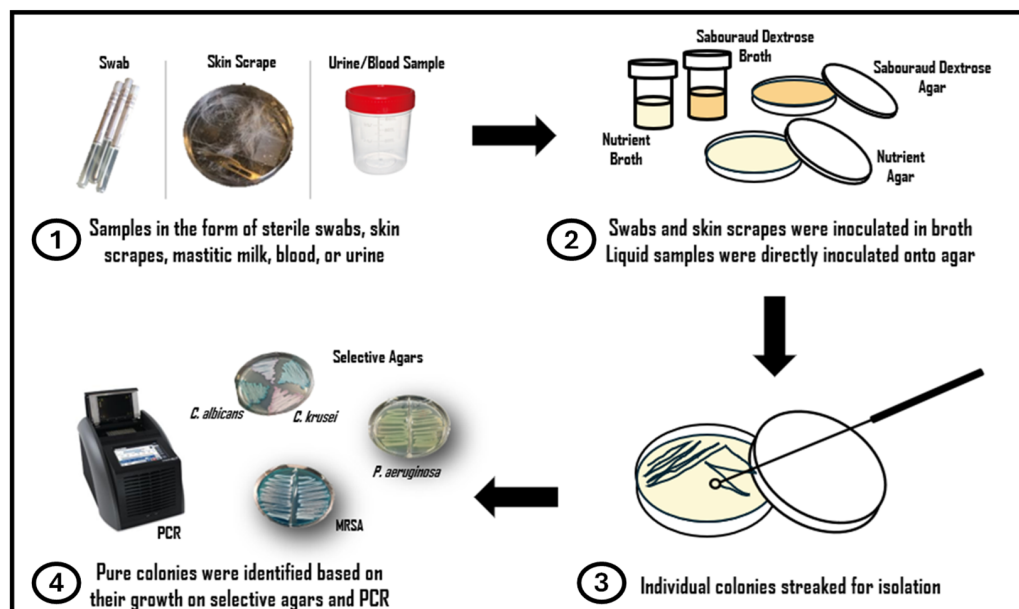 Swab
Skin Scrape
Urine/Blood Sample
1
Samples in the form of sterile swabs, skin
scrapes, mastitic milk, blood, or urine
Sabouraud Dextrose
Broth
Sabouraud Dextrose
Agar
Nutrient
Broth
Nutrient
Agar
2
Swabs and skin scrapes were inoculated in broth
Liquid samples were directly inoculated onto agar
3
Individual colonies streaked for isolation
Selective Agars
C. albicans
C. krusei
P. aeruginosa
MRSA
PCR
4
Pure colonies were identified based on
their growth on selective agars and PCR